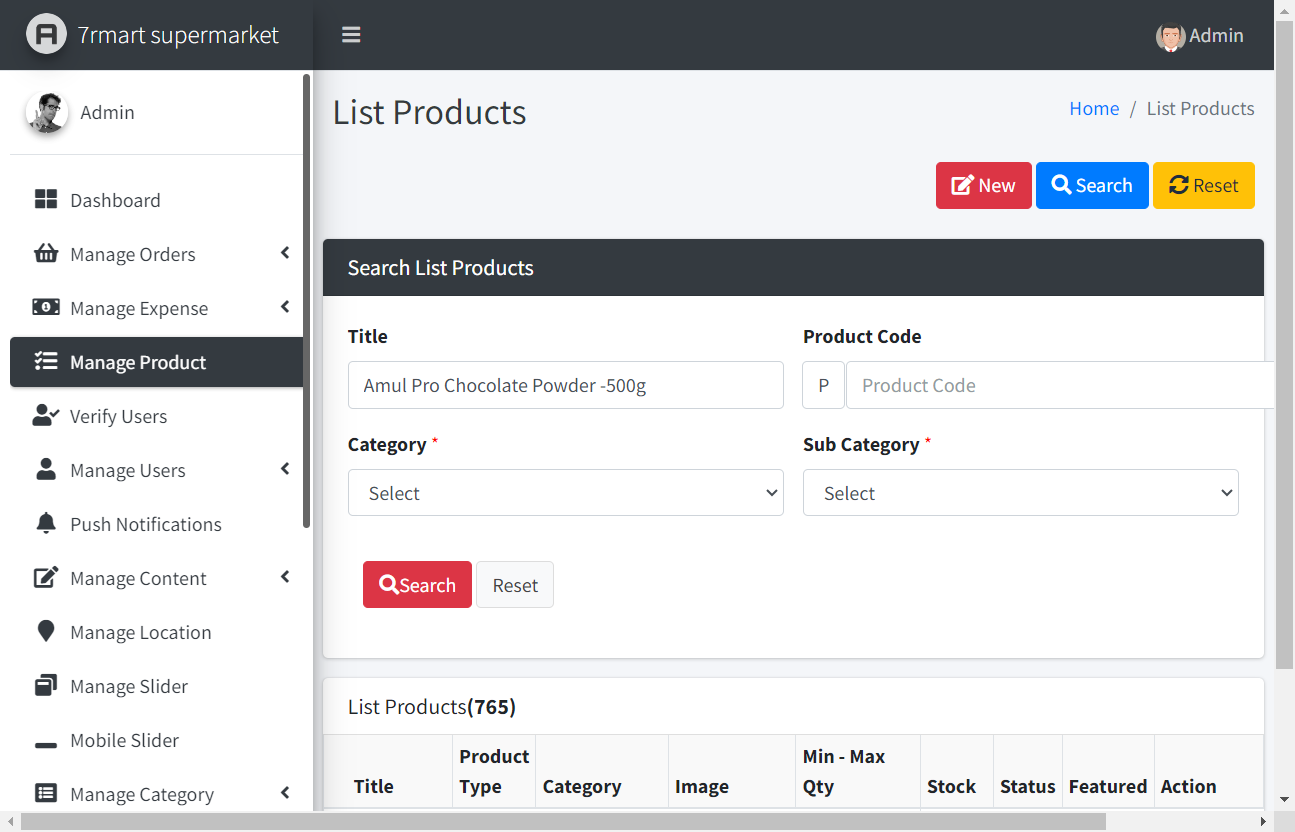 7rmart supermarket
Admin
Admin
Dashboard
Manage Orders
Manage Expense
Manage Product
Verify Users
Manage Users
Push Notifications
Manage Content
Manage Location
Manage Slider
Mobile Slider
Manage Category
List Products
Home / List Products
New Search Reset
Search List Products
Title Product Code
Amul Pro Chocolate Powder -500g P Product Code
Category * Sub Category *
Select Select
Search Reset
List Products(765)
Title Product Type Category Image Min - Max Qty Stock Status Featured Action